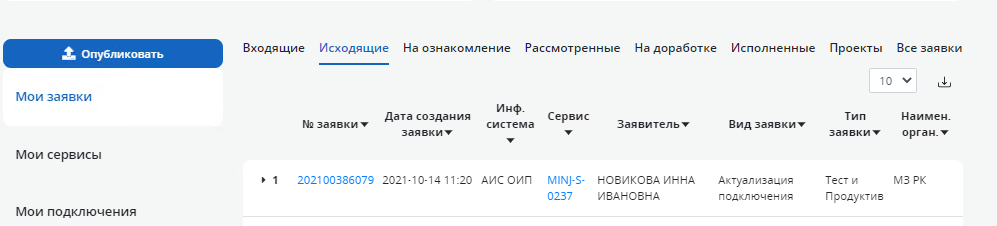 Опубликовать
Мои заявки
Мои сервисы
Мои подключения
Входящие Исходящие На ознакомление Рассмотренные На доработке Исполненные Проекты Все заявки
10
№ заявки Дата создания заявки Инф. система Сервис Заявитель Вид заявки Тип заявки Наимен. орган.
1 202100386079 2021-10-14 11:20 АИС ОИП MINJ-S- НОВИКОВА ИННА Актуализация Тест и МЗ РК
0237 ИВАНОВНА подключения Продуктив